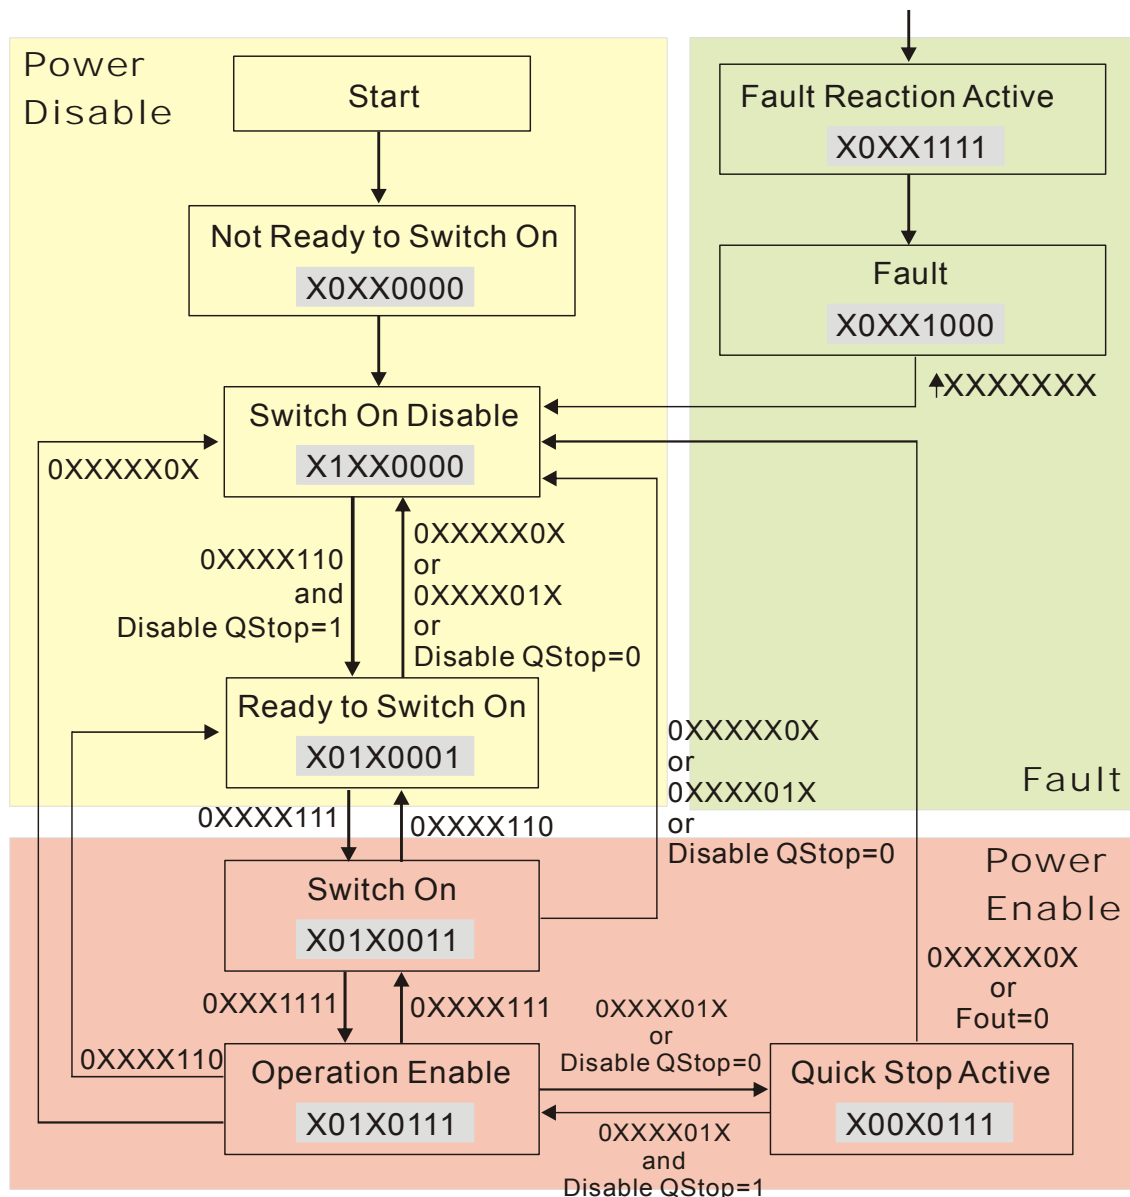 Power
Disable
Start
Not Ready to Switch On
X0XX0000
Switch On Disable
X1XX0000
0XXXXX0X
0XXXX110
and
Disable QStop=1
0XXXXX0X
or
0XXXX01X
or
Disable QStop=0
Ready to Switch On
X01X0001
0XXXX111
0XXXX110
Fault Reaction Active
X0XX1111
Fault
X0XX1000
XXXXXXX
Fault
0XXXXX0X
or
0XXXX01X
or
Disable QStop=0
Power
Enable
Switch On
X01X0011
0XXX1111
0XXXX111
0XXXX110
Operation Enable
X01X0111
0XXXX01X
or
Disable QStop=0
0XXXX01X
and
Disable QStop=1
0XXXXX0X
or
Fout=0
Quick Stop Active
X00X0111